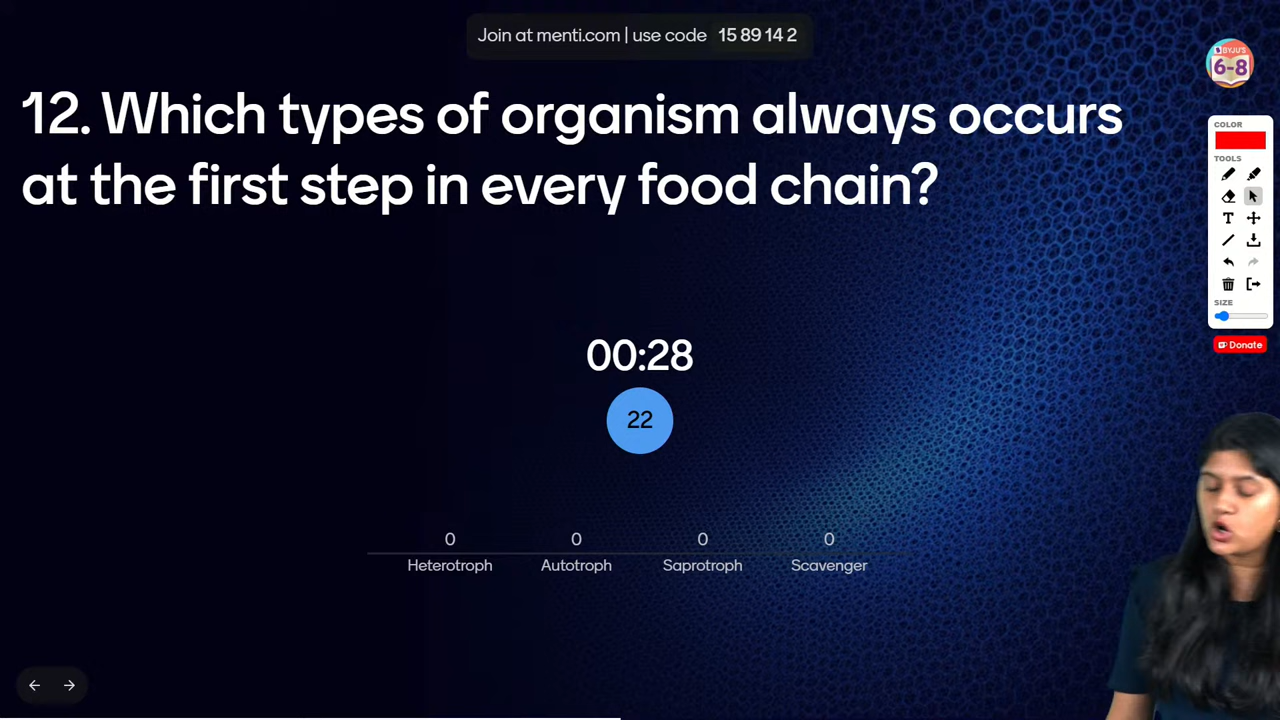 Join at menti.com | use code 15 89 14 2
BYJU'S
6-8
12. Which types of organism always occurs
at the first step in every food chain?
COLOR
TOOLS
T
SIZE
Donate
00:28
22
0 0 0 0
Heterotroph Autotroph Saprotroph Scavenger